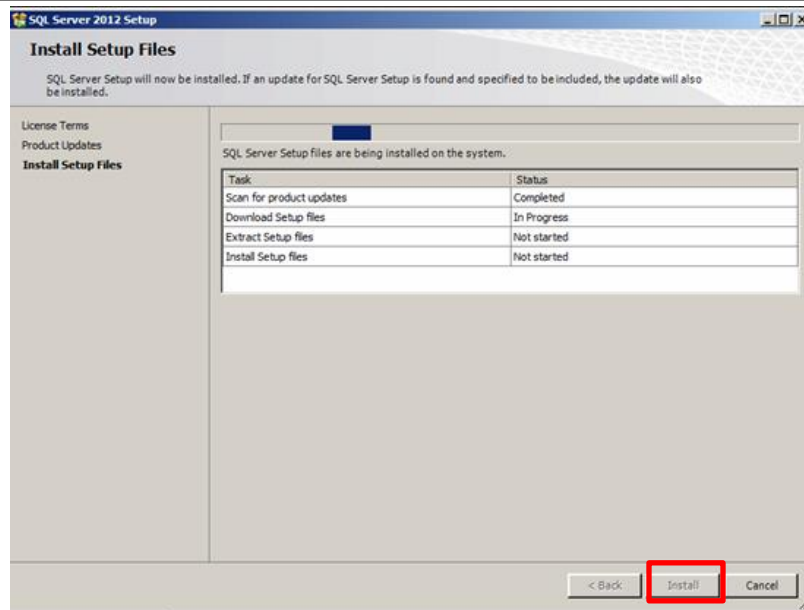 SQL Server 2012 Setup
Install Setup Files
SQL Server Setup will now be installed. If an update for SQL Server Setup is found and specified to be included, the update will also
be installed.
License Terms
Product Updates
Install Setup Files
SQL Server Setup files are being installed on the system.
Task Status
Scan for product updates Completed
Download Setup files In Progress
Extract Setup files Not started
Install Setup files Not started
< Back Install Cancel